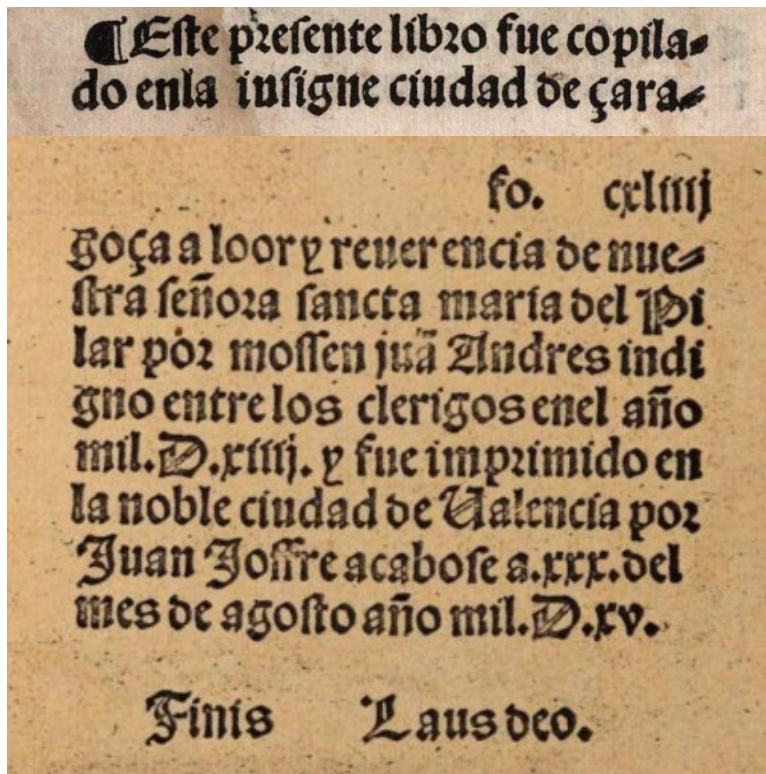 ¶Este presente libro fue copila⸗
do enla insigne ciudad de çara⸗
fo. cxliiij
goça a loor y reuerencia de nue⸗
stra señora sancta maria del Pi
lar por mossen juã Andres indi
gno entre los clerigos enel año
mil.D.xiiij. y fue imprimido en
la noble ciudad de Ualencia por
Juan Joffre acabose a.xxx.del
mes de agosto año mil.D.xv.
Finis Laus deo.